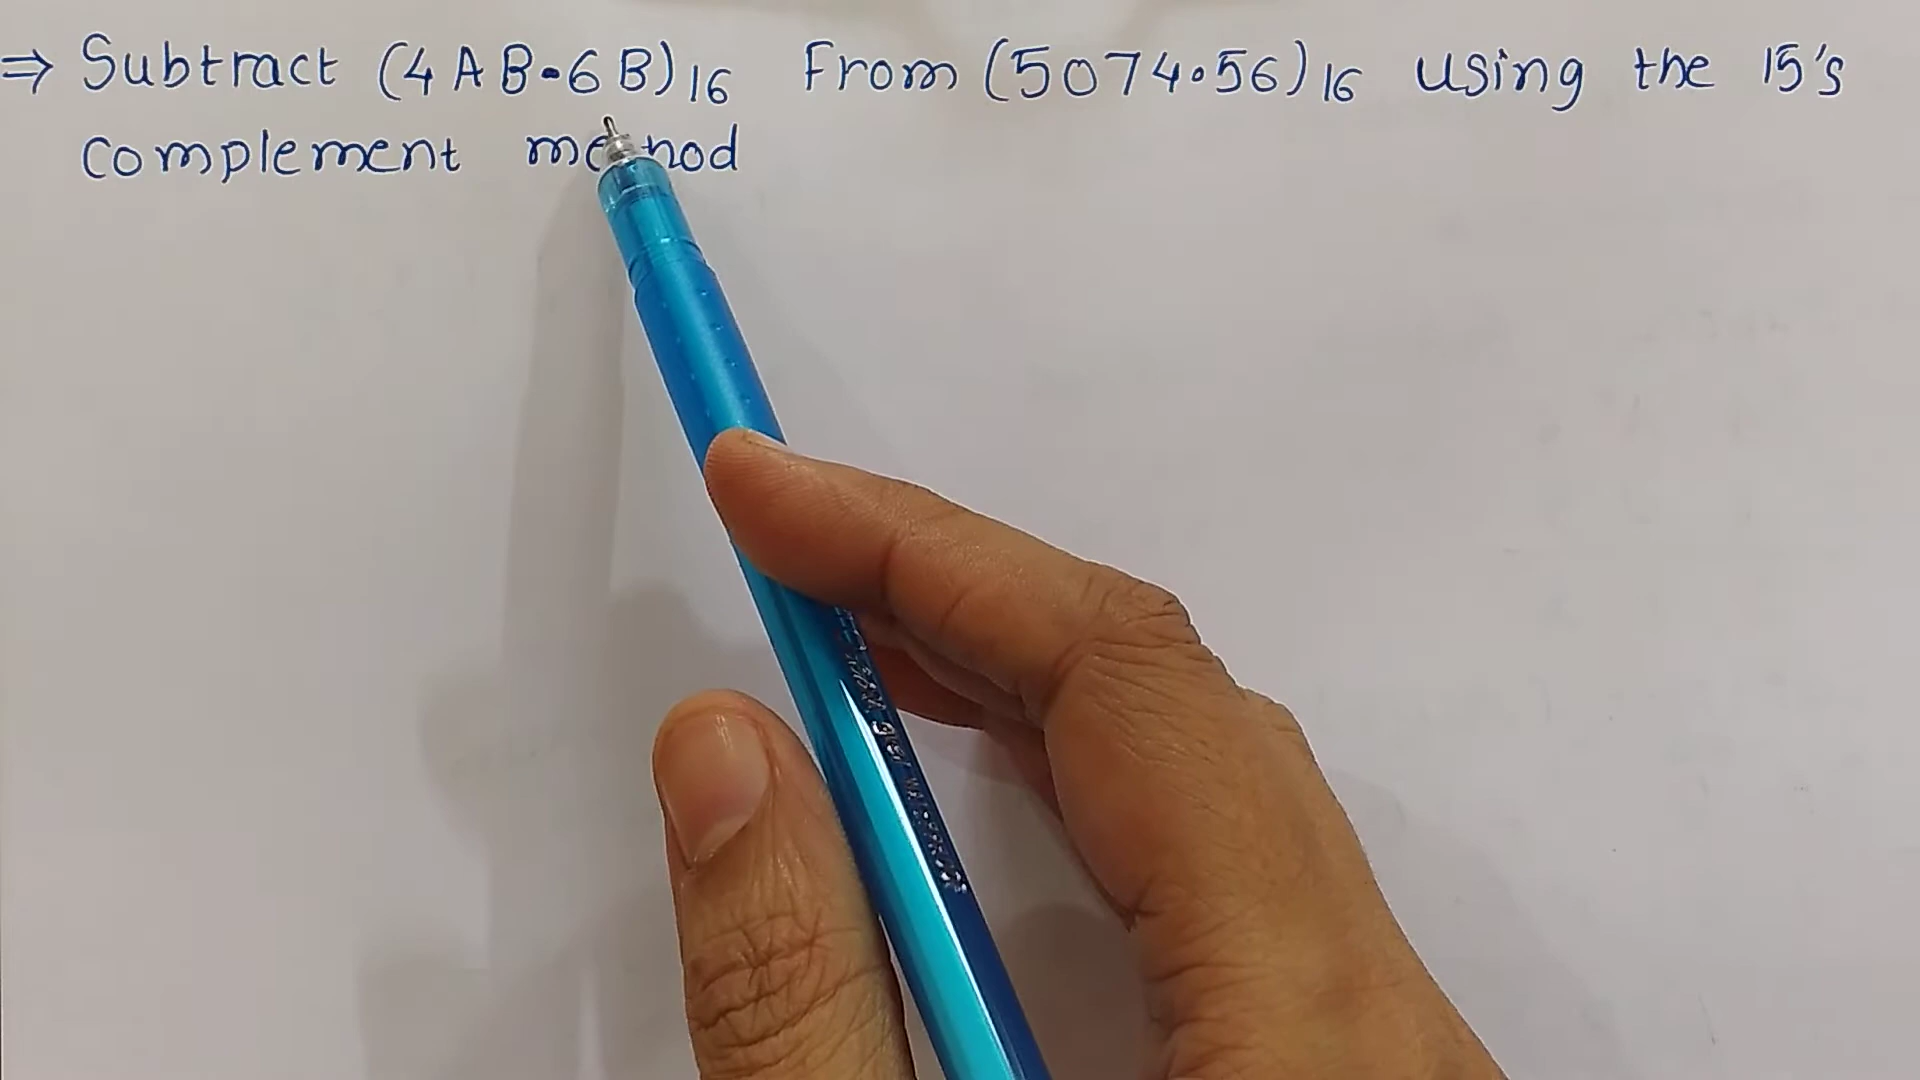 ⇒ Subtract (4AB.6B)16 From (5074.56)16 using the 15's
complement method